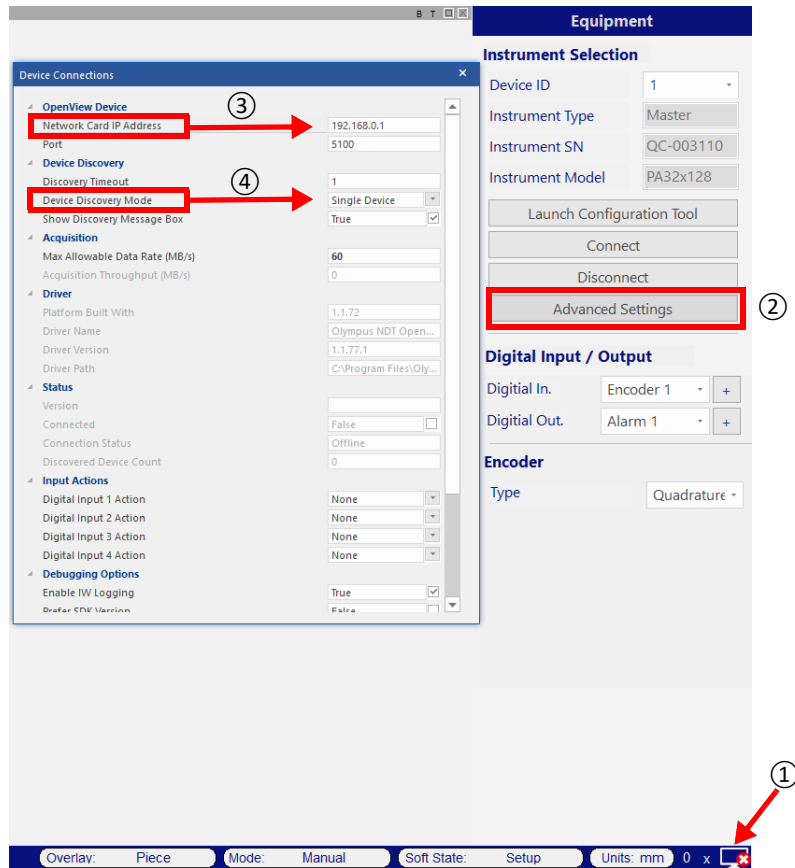 B T
Equipment
Instrument Selection
Device ID 1
Instrument Type Master
Instrument SN QC-003110
Instrument Model PA32x128
Launch Configuration Tool
Connect
Disconnect
Advanced Settings
②
Digital Input / Output
Digitial In. Encoder 1 +
Digitial Out. Alarm 1 +
Encoder
Type Quadrature
Device Connections ×
OpenView Device
③
Network Card IP Address 192.168.0.1
Port 5100
Device Discovery
④
Discovery Timeout 1
Device Discovery Mode Single Device
Show Discovery Message Box True
Acquisition
Max Allowable Data Rate (MB/s) 60
Acquisition Throughput (MB/s) 0
Driver
Platform Built With 1.1.72
Driver Name Olympus NDT Open...
Driver Version 1.1.77.1
Driver Path C:\Program Files\Oly...
Status
Version
Connected False
Connection Status Offline
Discovered Device Count 0
Input Actions
Digital Input 1 Action None
Digital Input 2 Action None
Digital Input 3 Action None
Digital Input 4 Action None
Debugging Options
Enable IW Logging True
Prefer SDK Version False
①
Overlay: Piece Mode: Manual Soft State: Setup Units: mm 0 x